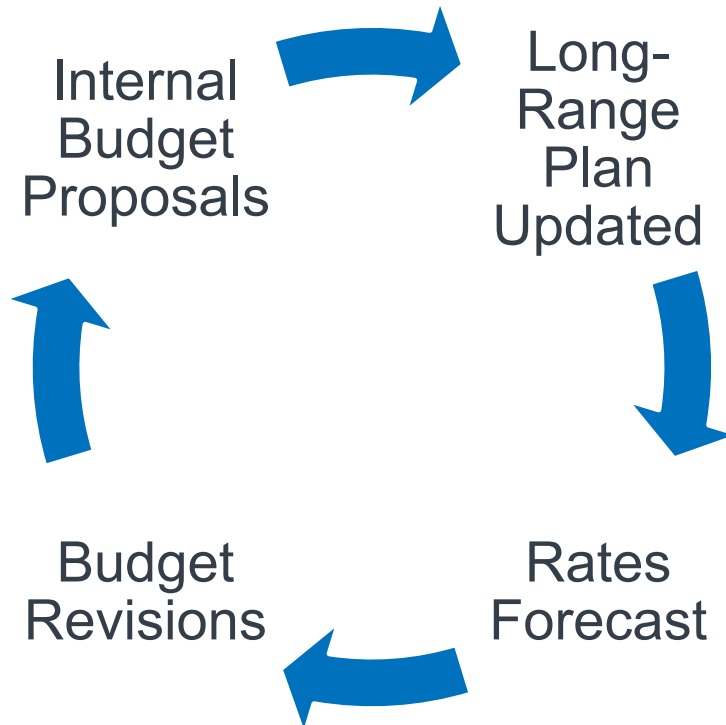 Internal
Budget
Proposals
Long-
Range
Plan
Updated
Rates
Forecast
Budget
Revisions